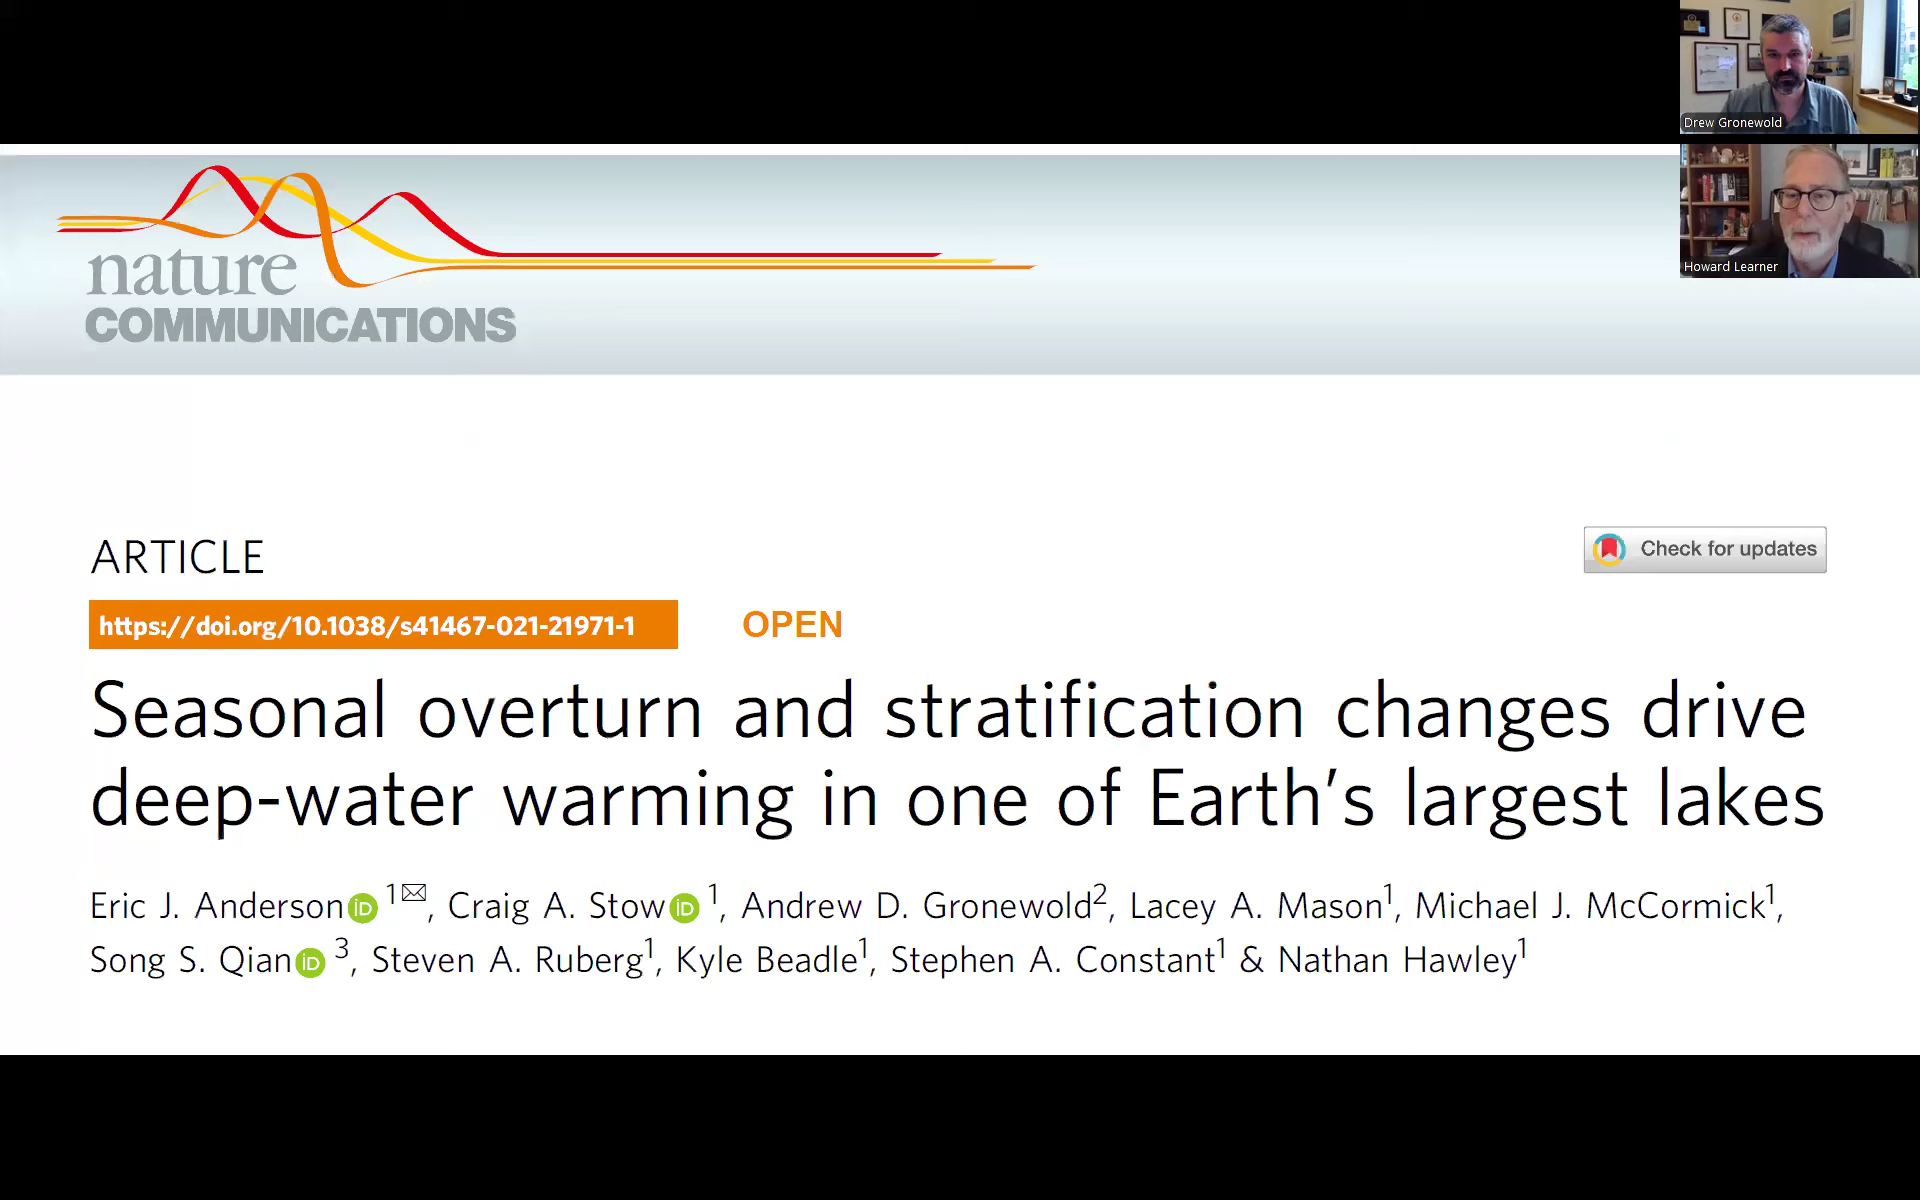 Drew Gronewold
Howard Learner
nature
COMMUNICATIONS
ARTICLE
Check for updates
https://doi.org/10.1038/s41467-021-21971-1
OPEN
Seasonal overturn and stratification changes drive
deep-water warming in one of Earth's largest lakes
Eric J. Anderson iD 1✉, Craig A. Stow iD 1, Andrew D. Gronewold2, Lacey A. Mason1, Michael J. McCormick1,
Song S. Qian iD 3, Steven A. Ruberg1, Kyle Beadle1, Stephen A. Constant1 & Nathan Hawley1